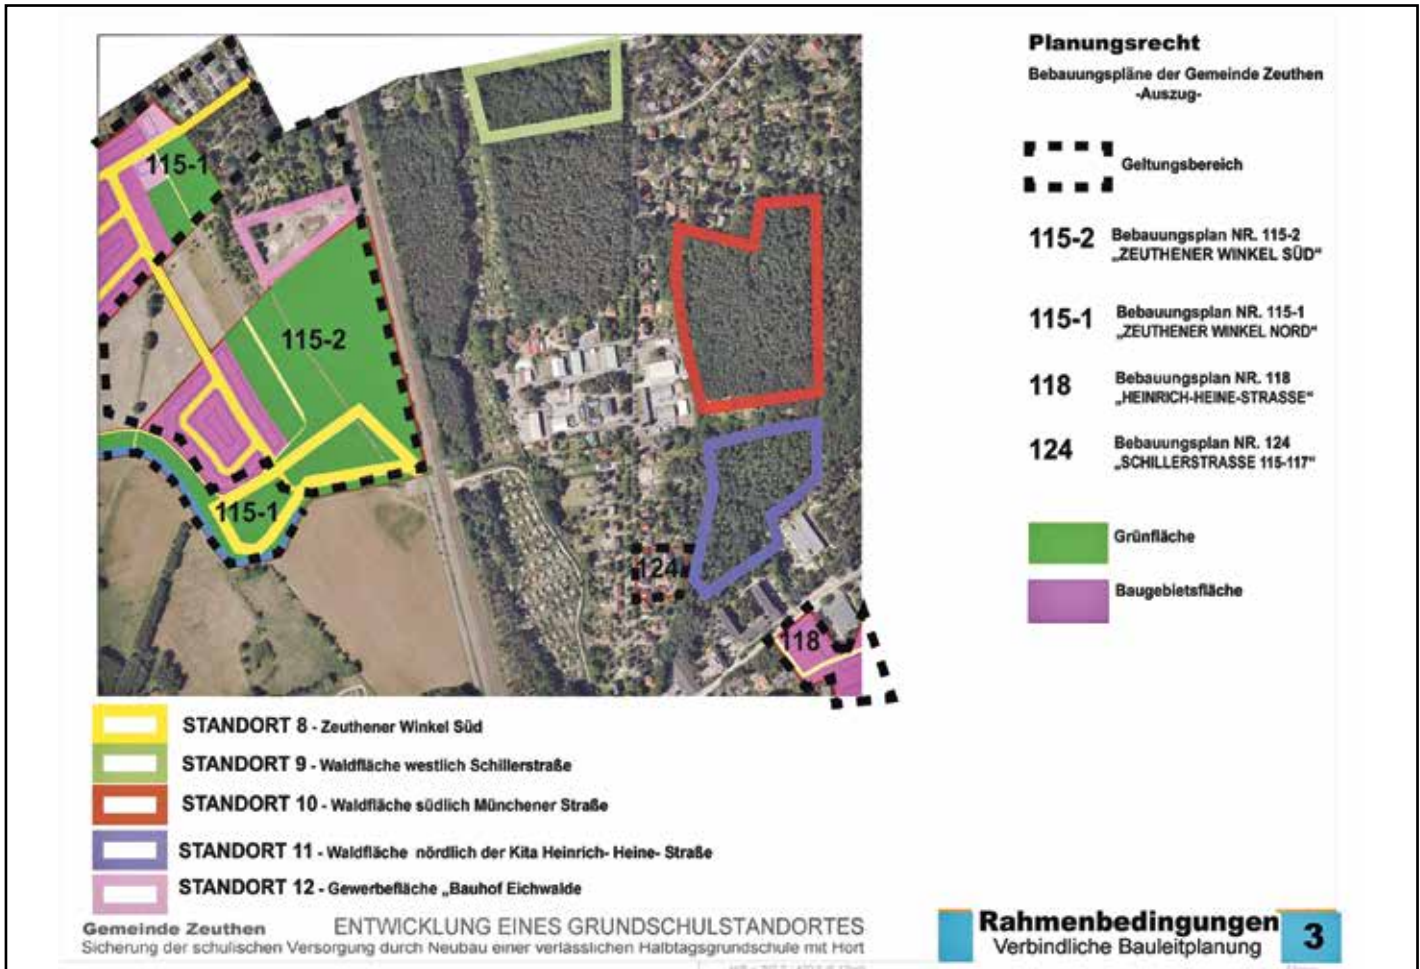 115-1
115-2
115-1
124
118
Planungsrecht
Bebauungspläne der Gemeinde Zeuthen
-Auszug-
Geltungsbereich
115-2 Bebauungsplan NR. 115-2
„ZEUTHENER WINKEL SÜD“
115-1 Bebauungsplan NR. 115-1
„ZEUTHENER WINKEL NORD“
118 Bebauungsplan NR. 118
„HEINRICH-HEINE-STRASSE“
124 Bebauungsplan NR. 124
„SCHILLERSTRASSE 115-117“
Grünfläche
Baugebietsfläche
STANDORT 8 - Zeuthener Winkel Süd
STANDORT 9 - Waldfläche westlich Schillerstraße
STANDORT 10 - Waldfläche südlich Münchener Straße
STANDORT 11 - Waldfläche nördlich der Kita Heinrich- Heine- Straße
STANDORT 12 - Gewerbefläche „Bauhof Eichwalde
Gemeinde Zeuthen ENTWICKLUNG EINES GRUNDSCHULSTANDORTES
Sicherung der schulischen Versorgung durch Neubau einer verlässlichen Halbtagsgrundschule mit Hort
Rahmenbedingungen
Verbindliche Bauleitplanung
3